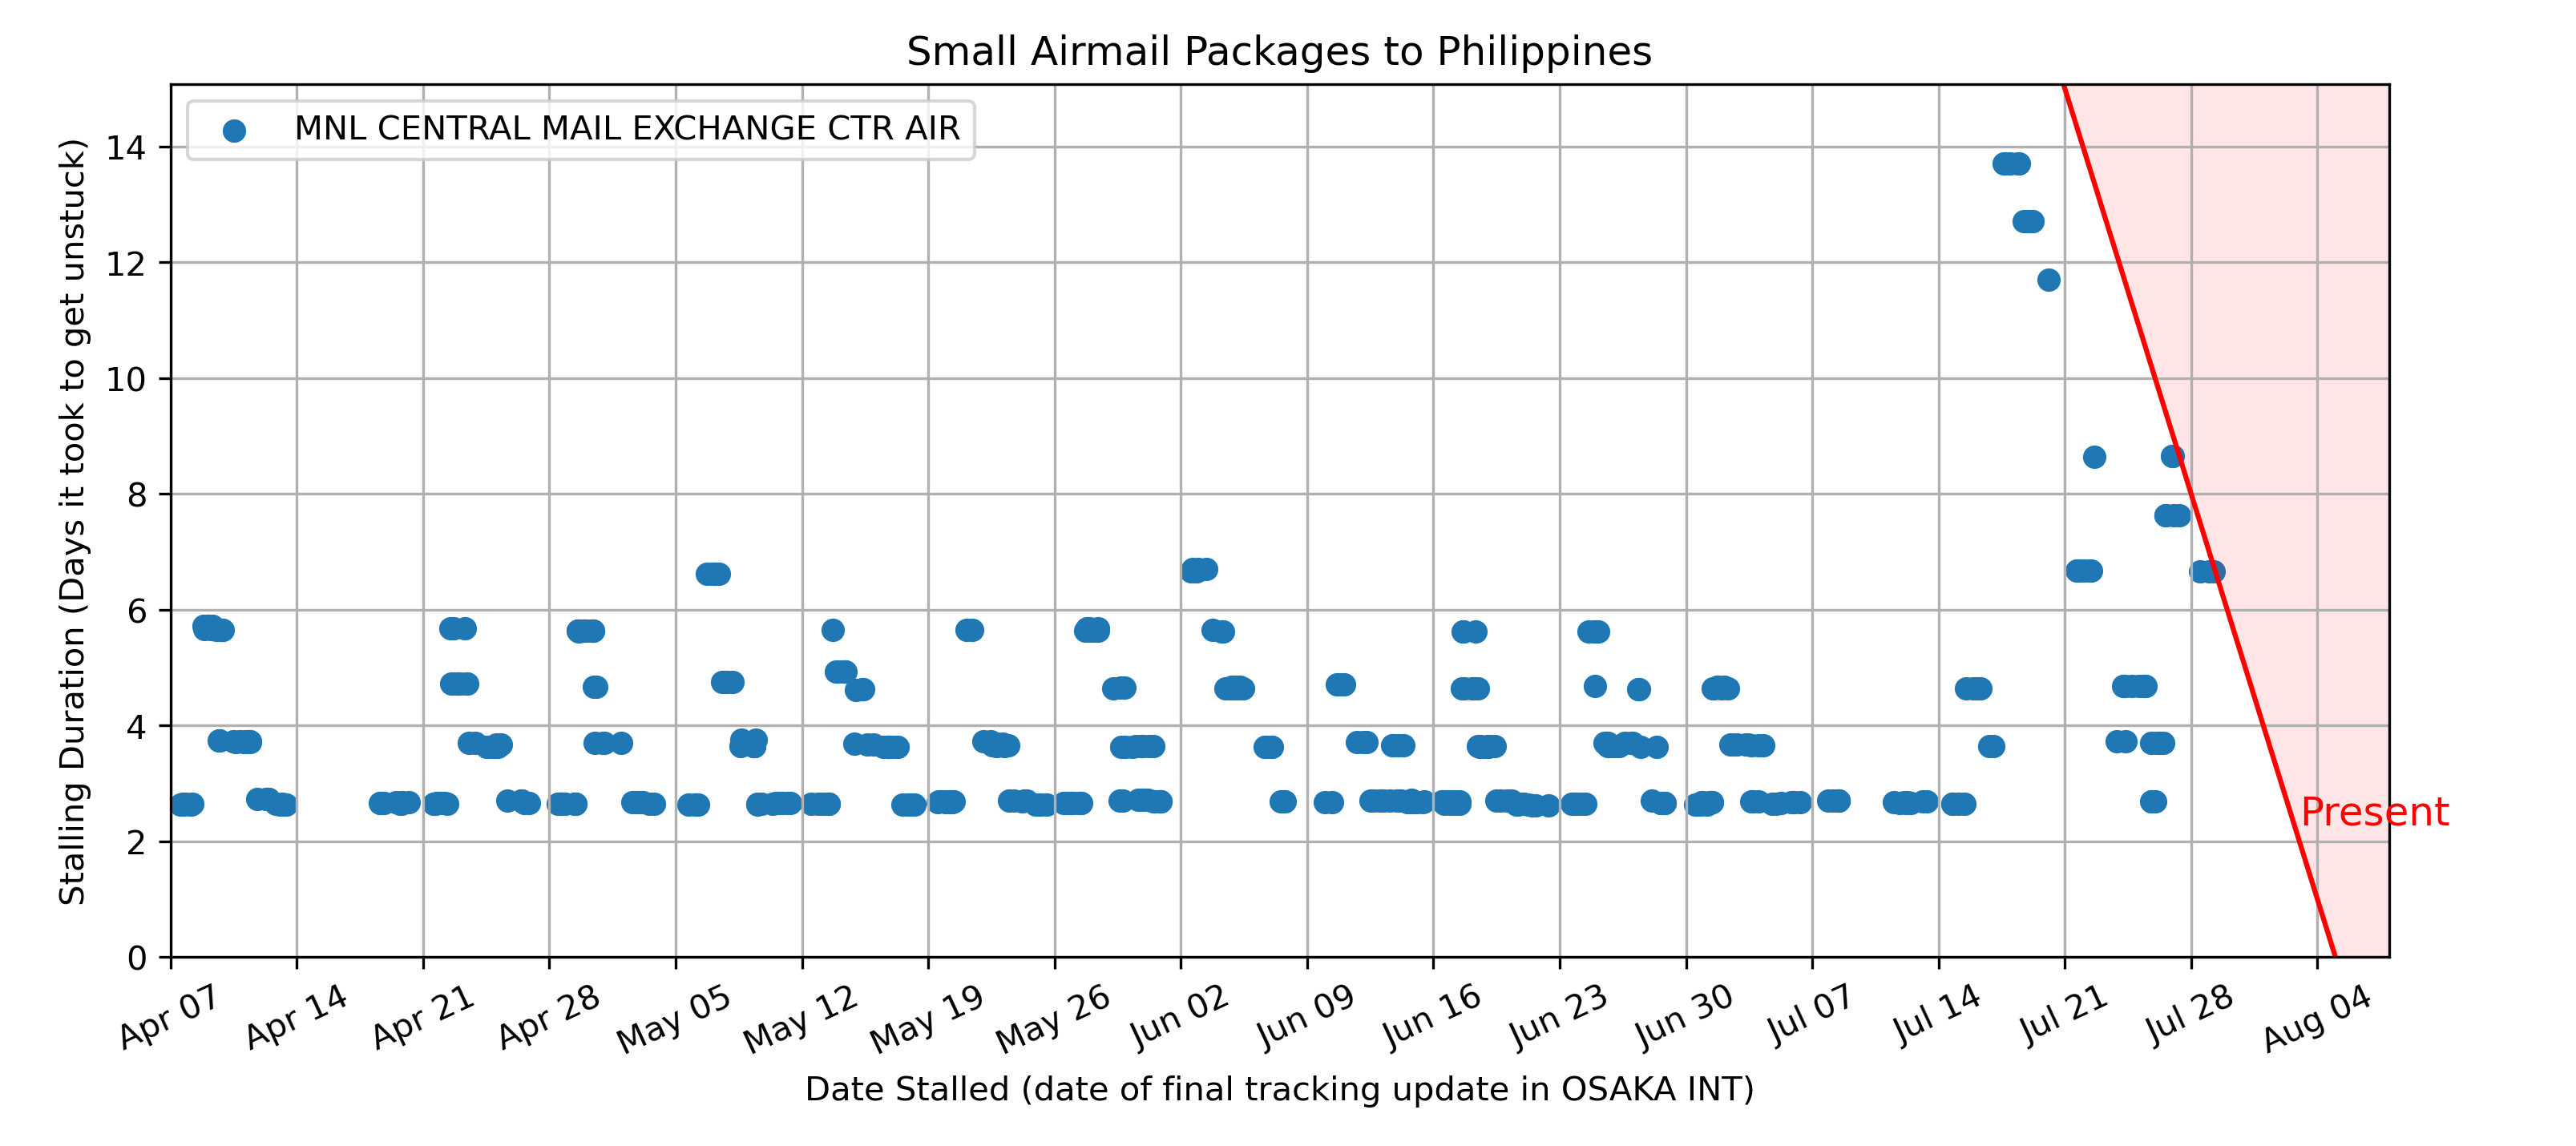 Small Airmail Packages to Philippines
MNL CENTRAL MAIL EXCHANGE CTR AIR
Stalling Duration (Days it took to get unstuck)
14
12
10
8
6
4
2
0
Present
Apr 07
Apr 14
Apr 21
Apr 28
May 05
May 12
May 19
May 26
Jun 02
Jun 09
Jun 16
Jun 23
Jun 30
Jul 07
Jul 14
Jul 21
Jul 28
Aug 04
Date Stalled (date of final tracking update in OSAKA INT)